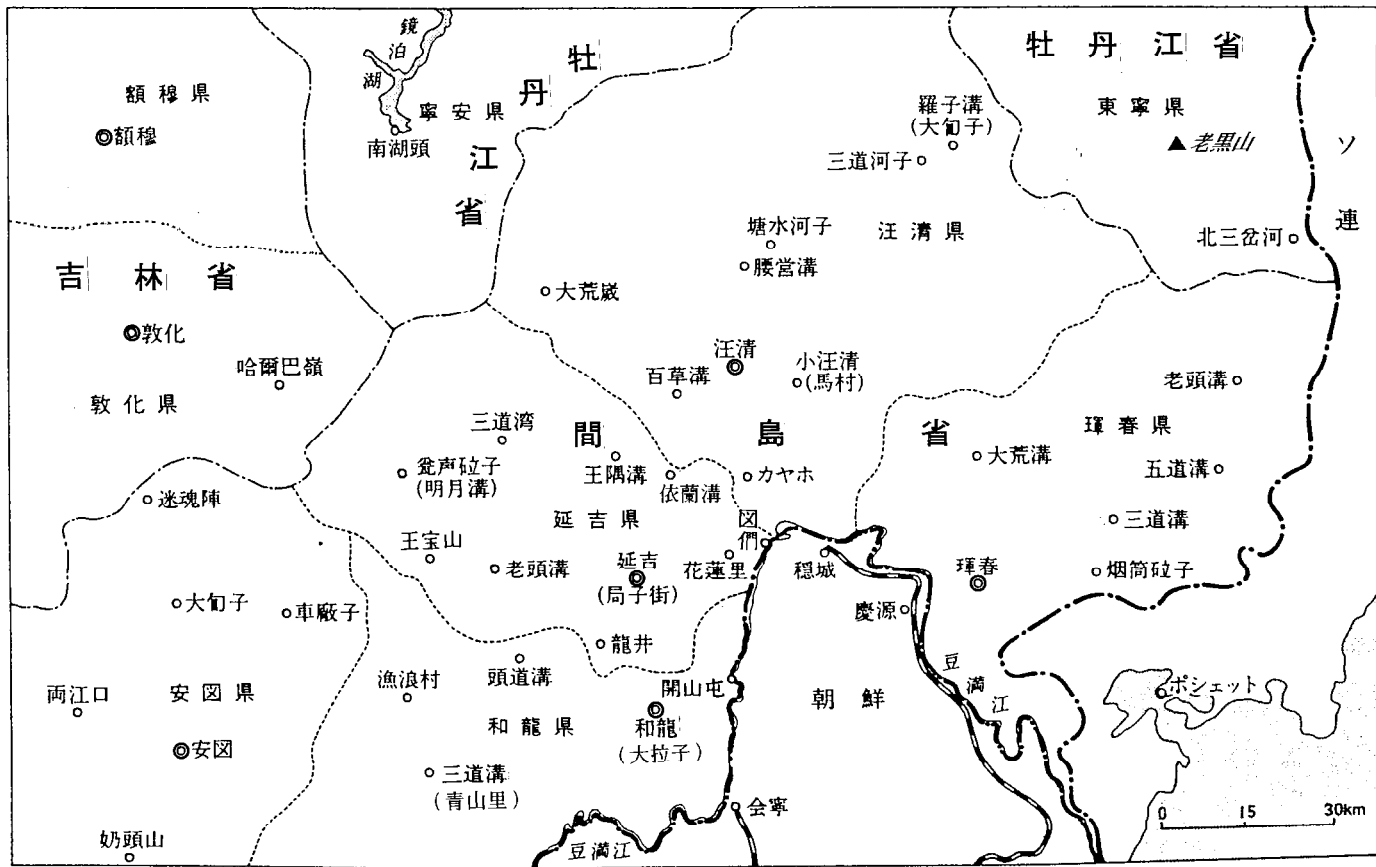 牡丹江省
鏡泊湖
額穆県
寧安県
額穆
南湖頭
牡丹江省
東寧県
老黒山
羅子溝
(大甸子)
三道河子
ソ連
塘水河子
汪清県
北三岔河
腰営溝
吉林省
大荒崴
敦化
汪清
哈爾巴嶺
小汪清
(馬村)
百草溝
老頭溝
敦化県
琿春県
三道湾
間島省
大荒溝
五道溝
甕声砬子
(明月溝)
王隅溝
依蘭溝
カヤホ
迷魂陣
延吉県
図們
三道溝
王宝山
老頭溝
延吉
(局子街)
花蓮里
穏城
琿春
烟筒砬子
大甸子
車廠子
慶源
龍井
豆満江
両江口
安図県
漁浪村
頭道溝
開山屯
朝鮮
ポシェット
和龍県
和龍
(大拉子)
安図
三道溝
(青山里)
会寧
0 15 30km
奶頭山
豆満江